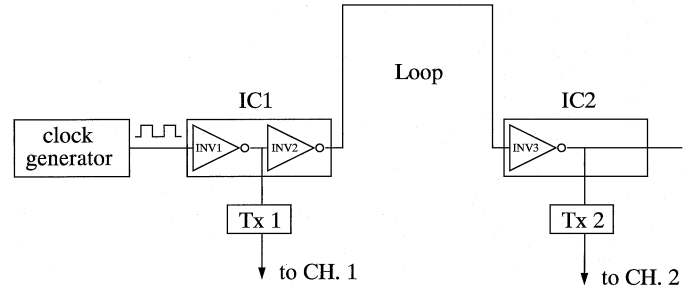 Loop
IC1
IC2
clock
generator
INV1
INV2
INV3
Tx 1
Tx 2
to CH. 1
to CH. 2